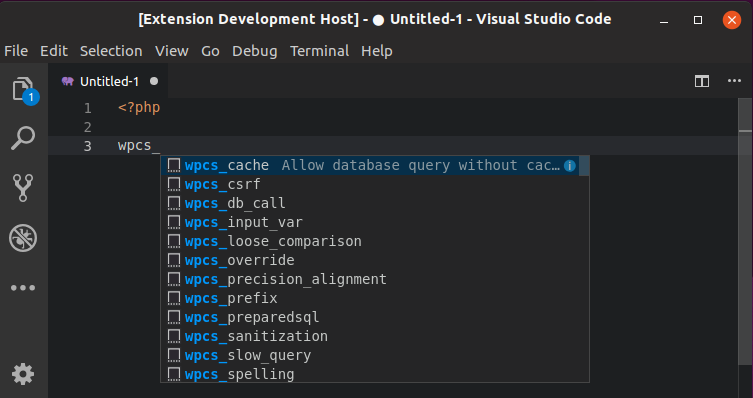 [Extension Development Host] - ● Untitled-1 - Visual Studio Code
File Edit Selection View Go Debug Terminal Help
1
Untitled-1 ●
1 <?php
2
3 wpcs_
wpcs_cache Allow database query without cac…
wpcs_csrf
wpcs_db_call
wpcs_input_var
wpcs_loose_comparison
wpcs_override
wpcs_precision_alignment
wpcs_prefix
wpcs_preparedsql
wpcs_sanitization
wpcs_slow_query
wpcs_spelling